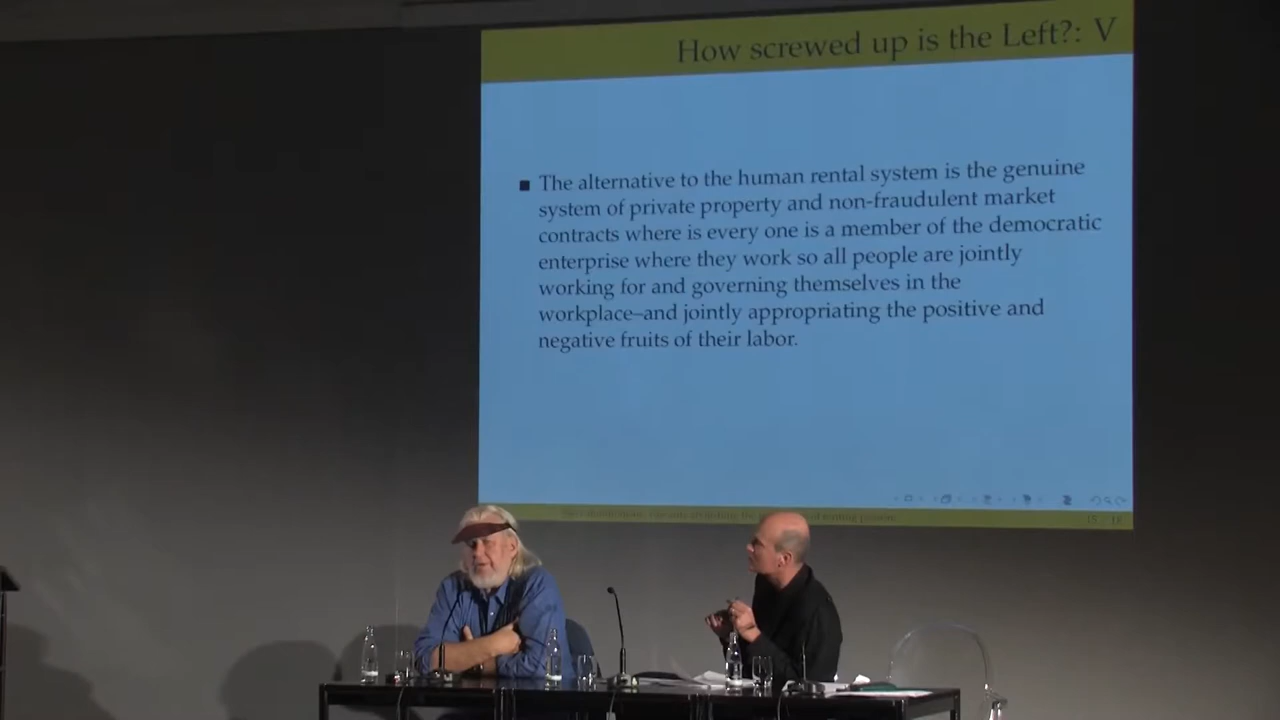 How screwed up is the Left?: V
The alternative to the human rental system is the genuine
system of private property and non-fraudulent market
contracts where is every one is a member of the democratic
enterprise where they work so all people are jointly
working for and governing themselves in the
workplace–and jointly appropriating the positive and
negative fruits of their labor.
15 / 18